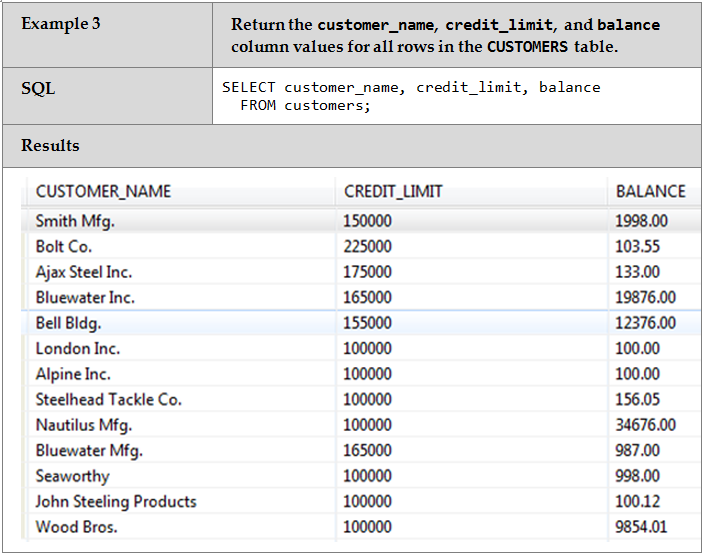 Example 3
Return the customer_name, credit_limit, and balance
column values for all rows in the CUSTOMERS table.
SQL
SELECT customer_name, credit_limit, balance
FROM customers;
Results
CUSTOMER_NAME CREDIT_LIMIT BALANCE
Smith Mfg. 150000 1998.00
Bolt Co. 225000 103.55
Ajax Steel Inc. 175000 133.00
Bluewater Inc. 165000 19876.00
Bell Bldg. 155000 12376.00
London Inc. 100000 100.00
Alpine Inc. 100000 100.00
Steelhead Tackle Co. 100000 156.05
Nautilus Mfg. 100000 34676.00
Bluewater Mfg. 165000 987.00
Seaworthy 100000 998.00
John Steeling Products 100000 100.12
Wood Bros. 100000 9854.01